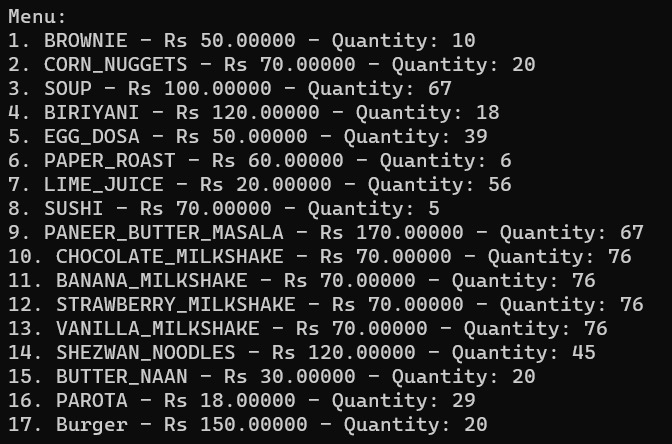 Menu:
1. BROWNIE - Rs 50.00000 - Quantity: 10
2. CORN_NUGGETS - Rs 70.00000 - Quantity: 20
3. SOUP - Rs 100.00000 - Quantity: 67
4. BIRIYANI - Rs 120.00000 - Quantity: 18
5. EGG_DOSA - Rs 50.00000 - Quantity: 39
6. PAPER_ROAST - Rs 60.00000 - Quantity: 6
7. LIME_JUICE - Rs 20.00000 - Quantity: 56
8. SUSHI - Rs 70.00000 - Quantity: 5
9. PANEER_BUTTER_MASALA - Rs 170.00000 - Quantity: 67
10. CHOCOLATE_MILKSHAKE - Rs 70.00000 - Quantity: 76
11. BANANA_MILKSHAKE - Rs 70.00000 - Quantity: 76
12. STRAWBERRY_MILKSHAKE - Rs 70.00000 - Quantity: 76
13. VANILLA_MILKSHAKE - Rs 70.00000 - Quantity: 76
14. SHEZWAN_NOODLES - Rs 120.00000 - Quantity: 45
15. BUTTER_NAAN - Rs 30.00000 - Quantity: 20
16. PAROTA - Rs 18.00000 - Quantity: 29
17. Burger - Rs 150.00000 - Quantity: 20